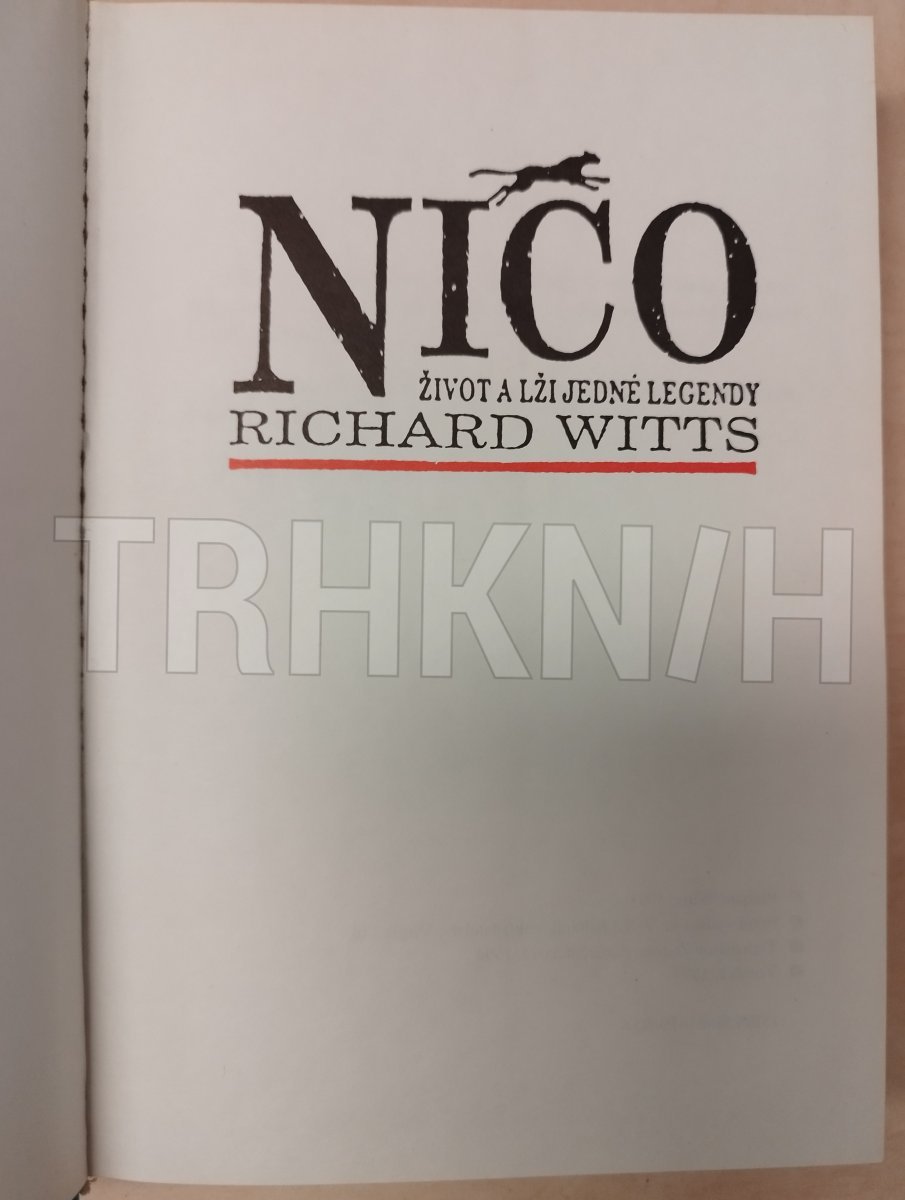 NICO
ŽIVOT A LŽI JEDNÉ LEGENDY
RICHARD WITTS
TRHKNIH